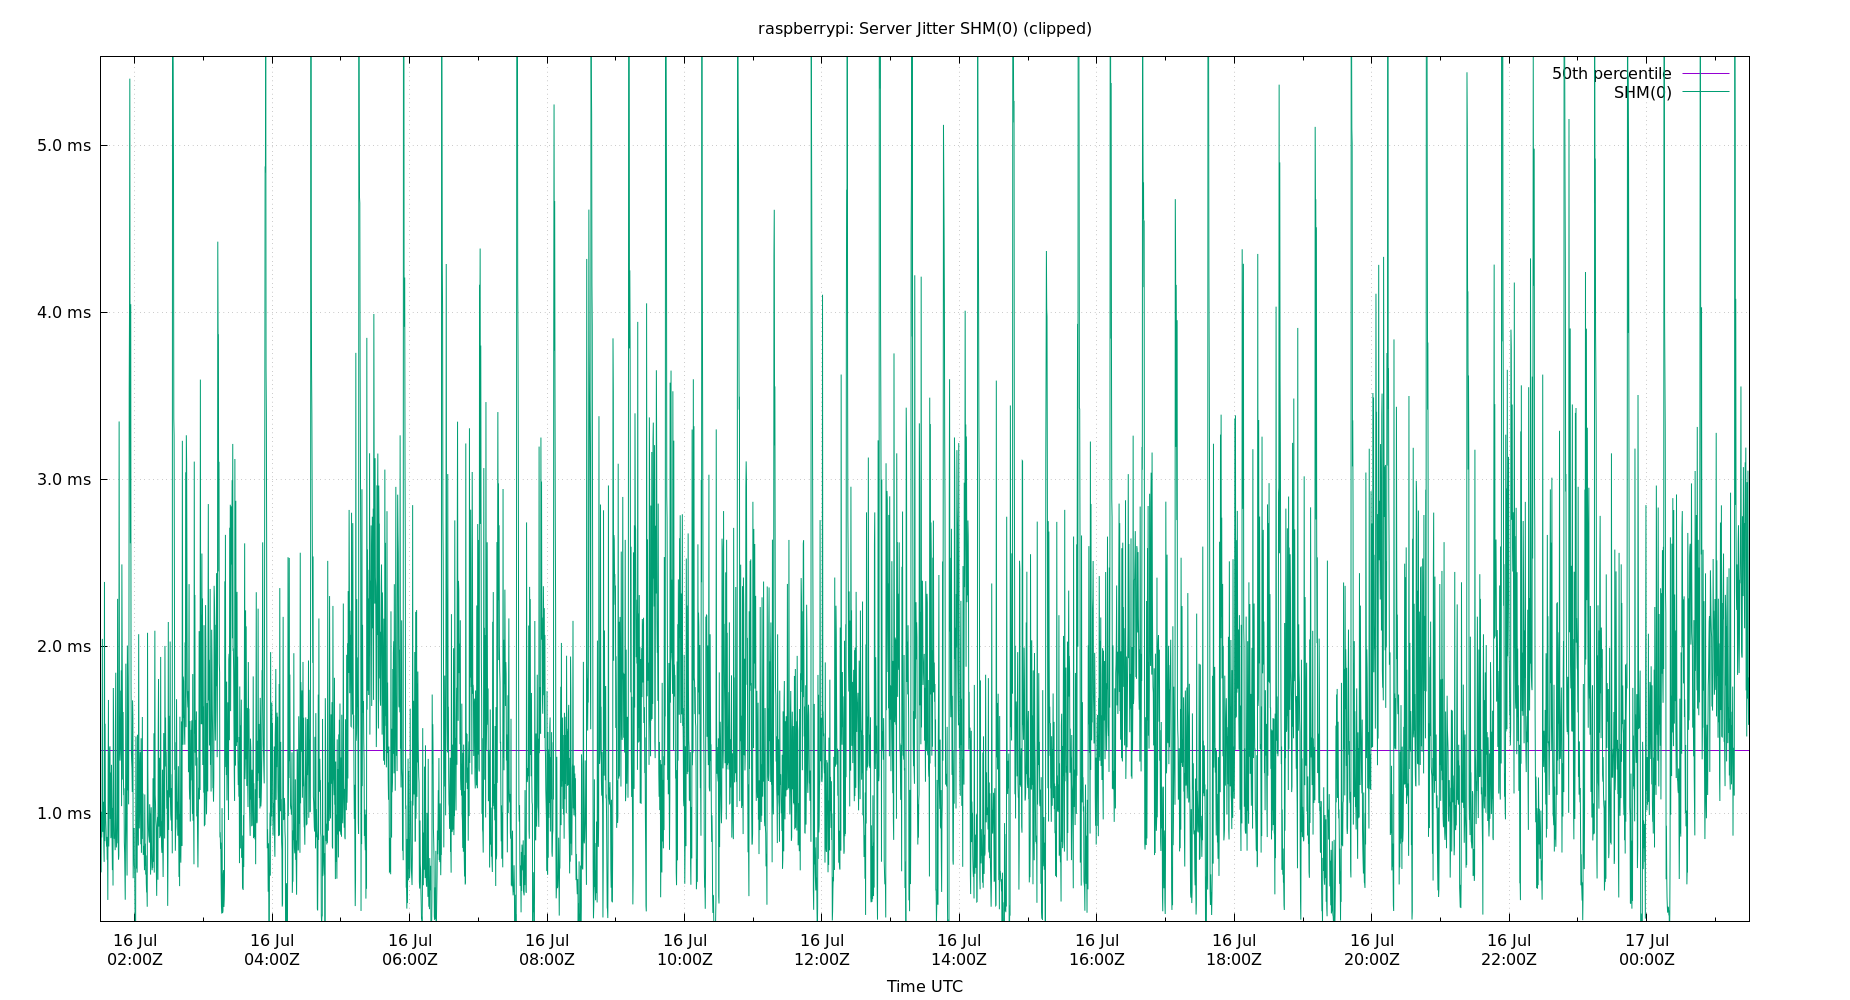 raspberrypi: Server Jitter SHM(0) (clipped)
50th percentile
SHM(0)
5.0 ms
4.0 ms
3.0 ms
2.0 ms
1.0 ms
16 Jul 16 Jul 16 Jul 16 Jul 16 Jul 16 Jul 16 Jul 16 Jul 16 Jul 16 Jul 16 Jul 17 Jul
02:00Z 04:00Z 06:00Z 08:00Z 10:00Z 12:00Z 14:00Z 16:00Z 18:00Z 20:00Z 22:00Z 00:00Z
Time UTC